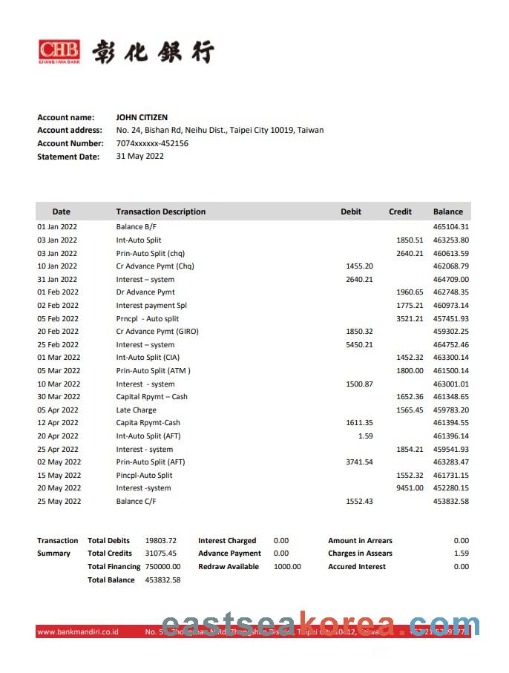 CHB
CHANG HWA BANK
彰化銀行
Account name: JOHN CITIZEN
Account address: No. 24, Bishan Rd, Neihu Dist., Taipei City 10019, Taiwan
Account Number: 7074xxxxxx-452156
Statement Date: 31 May 2022
Date Transaction Description Debit Credit Balance
01 Jan 2022 Balance B/F 465104.31
03 Jan 2022 Int-Auto Split 1850.51 463253.80
03 Jan 2022 Prin-Auto Split (chq) 2640.21 460613.59
10 Jan 2022 Cr Advance Pymt (Chq) 1455.20 462068.79
31 Jan 2022 Interest – system 2640.21 464709.00
01 Feb 2022 Dr Advance Pymt 1960.65 462748.35
02 Feb 2022 Interest payment Spl 1775.21 460973.14
05 Feb 2022 Prncpl - Auto split 3521.21 457451.93
20 Feb 2022 Cr Advance Pymt (GIRO) 1850.32 459302.25
25 Feb 2022 Interest – system 5450.21 464752.46
01 Mar 2022 Int-Auto Split (CIA) 1452.32 463300.14
05 Mar 2022 Prin-Auto Split (ATM ) 1800.00 461500.14
10 Mar 2022 Interest - system 1500.87 463001.01
30 Mar 2022 Capital Rpymt – Cash 1652.36 461348.65
05 Apr 2022 Late Charge 1565.45 459783.20
12 Apr 2022 Capita Rpymt-Cash 1611.35 461394.55
20 Apr 2022 Int-Auto Split (AFT) 1.59 461396.14
25 Apr 2022 Interest - system 1854.21 459541.93
02 May 2022 Prin-Auto Split (AFT) 3741.54 463283.47
15 May 2022 Pincpl-Auto Split 1552.32 461731.15
20 May 2022 Interest -system 9451.00 452280.15
25 May 2022 Balance C/F 1552.43 453832.58
Transaction Total Debits 19803.72 Interest Charged 0.00 Amount in Arrears 0.00
Summary Total Credits 31075.45 Advance Payment 0.00 Charges in Assears 1.59
Total Financing 750000.00 Redraw Available 1000.00 Accured Interest 0.00
Total Balance 453832.58
www.bankmandiri.co.id No.
eastseakorea.com